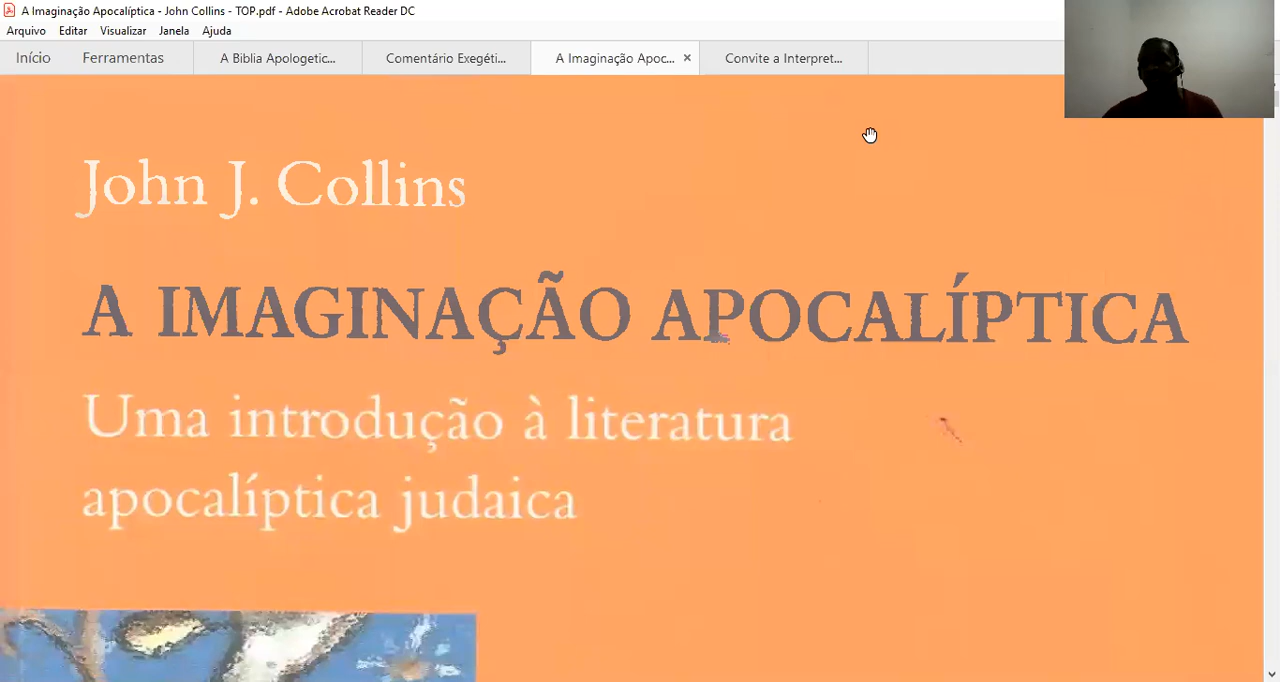 A Imaginação Apocalíptica - John Collins - TOP.pdf - Adobe Acrobat Reader DC
Arquivo Editar Visualizar Janela Ajuda
Início Ferramentas A Biblia Apologetic... Comentário Exegéti... A Imaginação Apoc... × Convite a Interpret...
John J. Collins
A IMAGINAÇÃO APOCALÍPTICA
Uma introdução à literatura
apocalíptica judaica